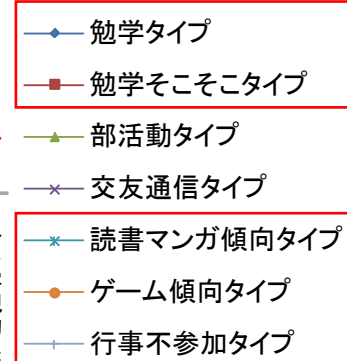 勉学タイプ
勉学そこそこタイプ
部活動タイプ
交友通信タイプ
読書マンガ傾向タイプ
ゲーム傾向タイプ
行事不参加タイプ